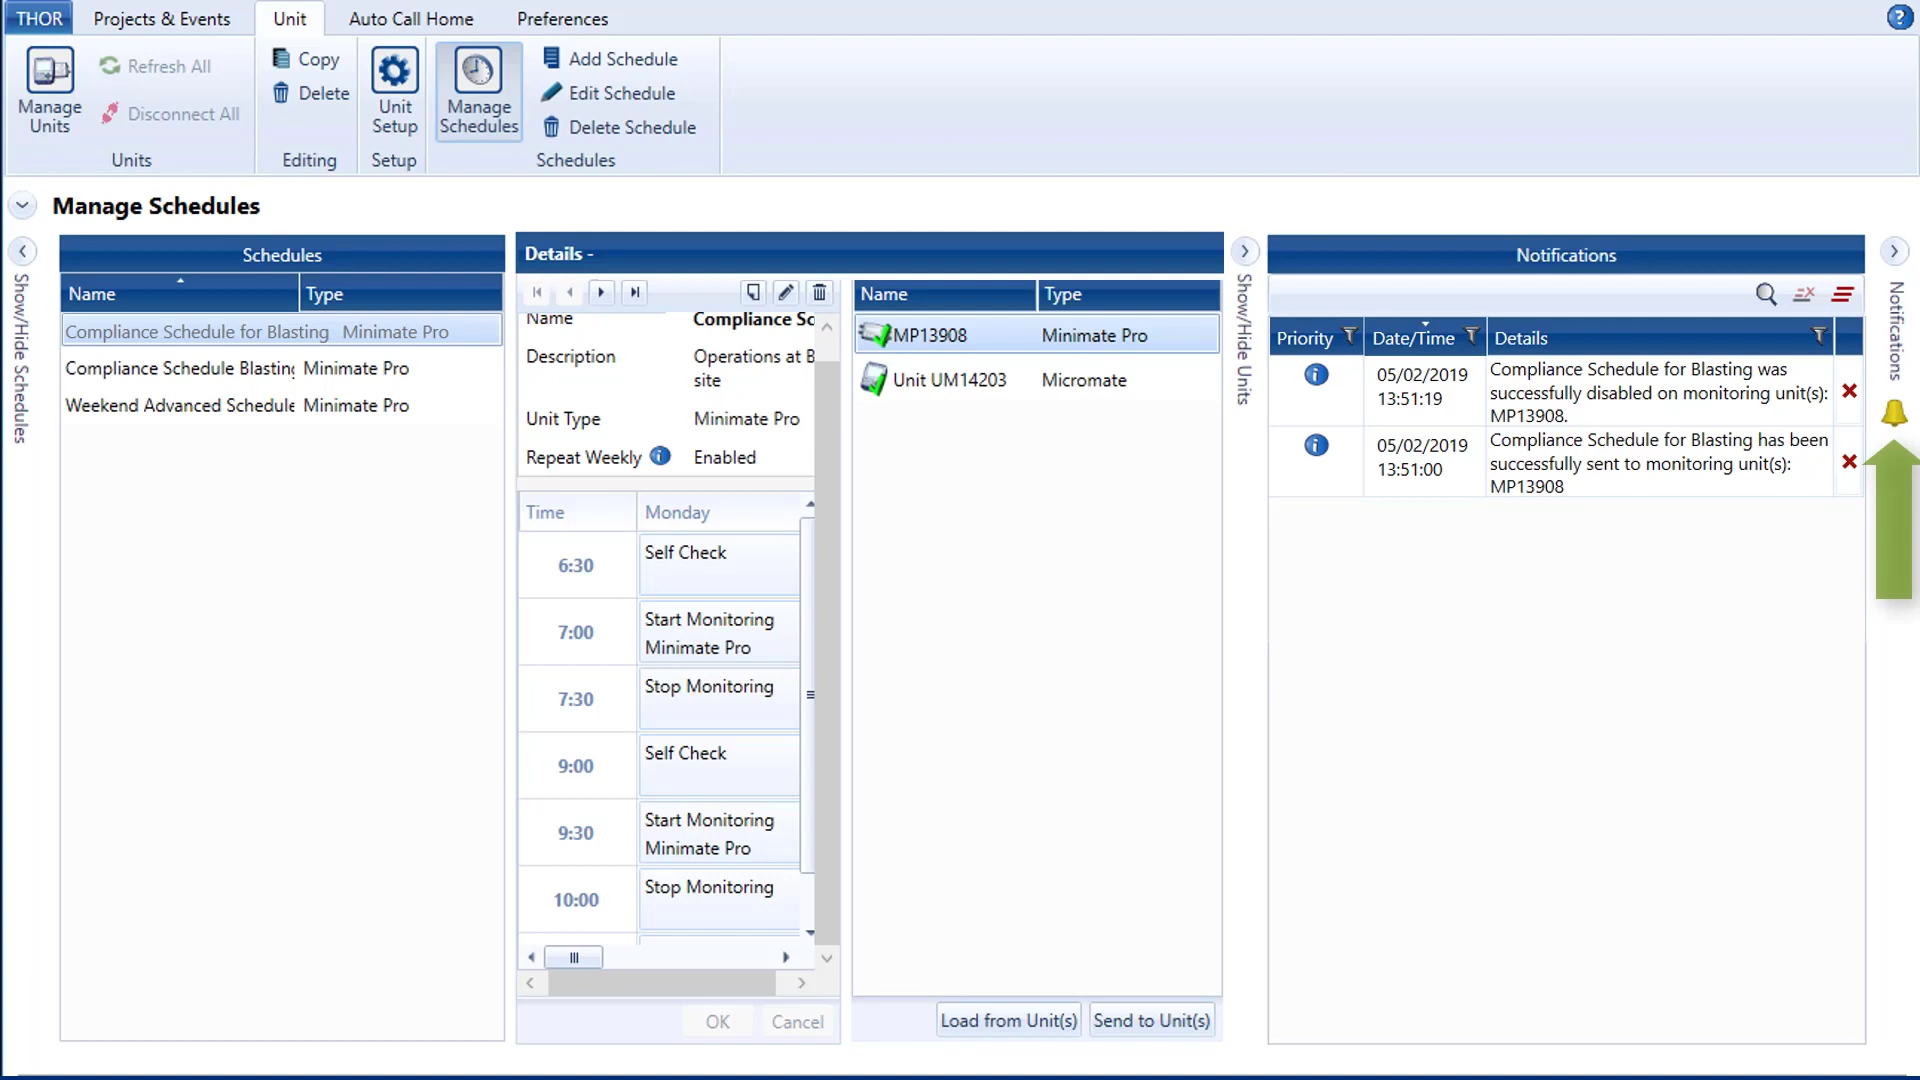 THOR
Projects & Events
Unit
Auto Call Home
Preferences
?
Manage
Units
Refresh All
Disconnect All
Units
Copy
Delete
Editing
Unit
Setup
Setup
Manage
Schedules
Add Schedule
Edit Schedule
Delete Schedule
Schedules
Manage Schedules
Show/Hide Schedules
Schedules
Name Type
Compliance Schedule for Blasting Minimate Pro
Compliance Schedule Blasting Minimate Pro
Weekend Advanced Schedule Minimate Pro
Details -
Name Compliance Sc
Description Operations at B
site
Unit Type Minimate Pro
Repeat Weekly Enabled
Time Monday
6:30 Self Check
7:00 Start Monitoring
Minimate Pro
7:30 Stop Monitoring
9:00 Self Check
9:30 Start Monitoring
Minimate Pro
10:00 Stop Monitoring
OK Cancel
Name Type
MP13908 Minimate Pro
Unit UM14203 Micromate
Load from Unit(s) Send to Unit(s)
Show/Hide Units
Notifications
Priority Date/Time Details
05/02/2019
13:51:19
Compliance Schedule for Blasting was
successfully disabled on monitoring unit(s):
MP13908.
05/02/2019
13:51:00
Compliance Schedule for Blasting has been
successfully sent to monitoring unit(s):
MP13908
Notifications